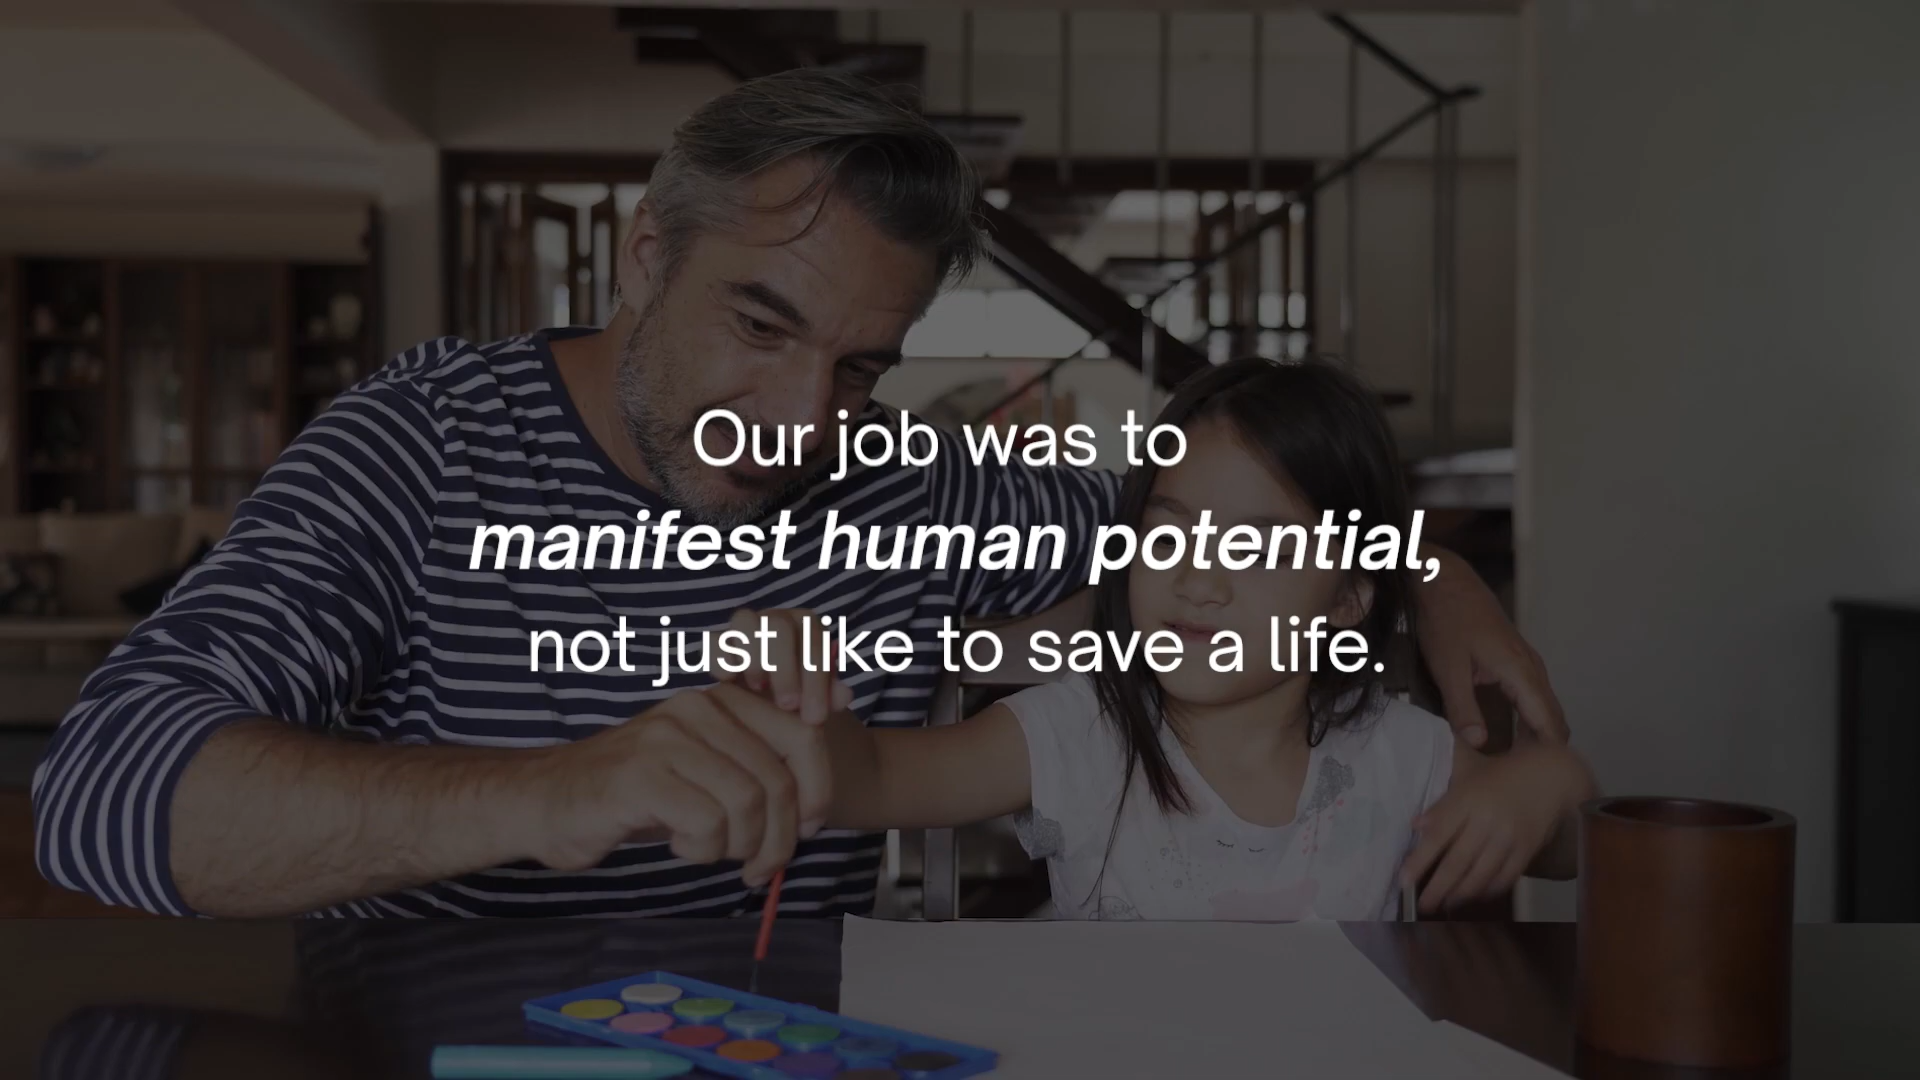 Our job was to
manifest human potential,
not just like to save a life.